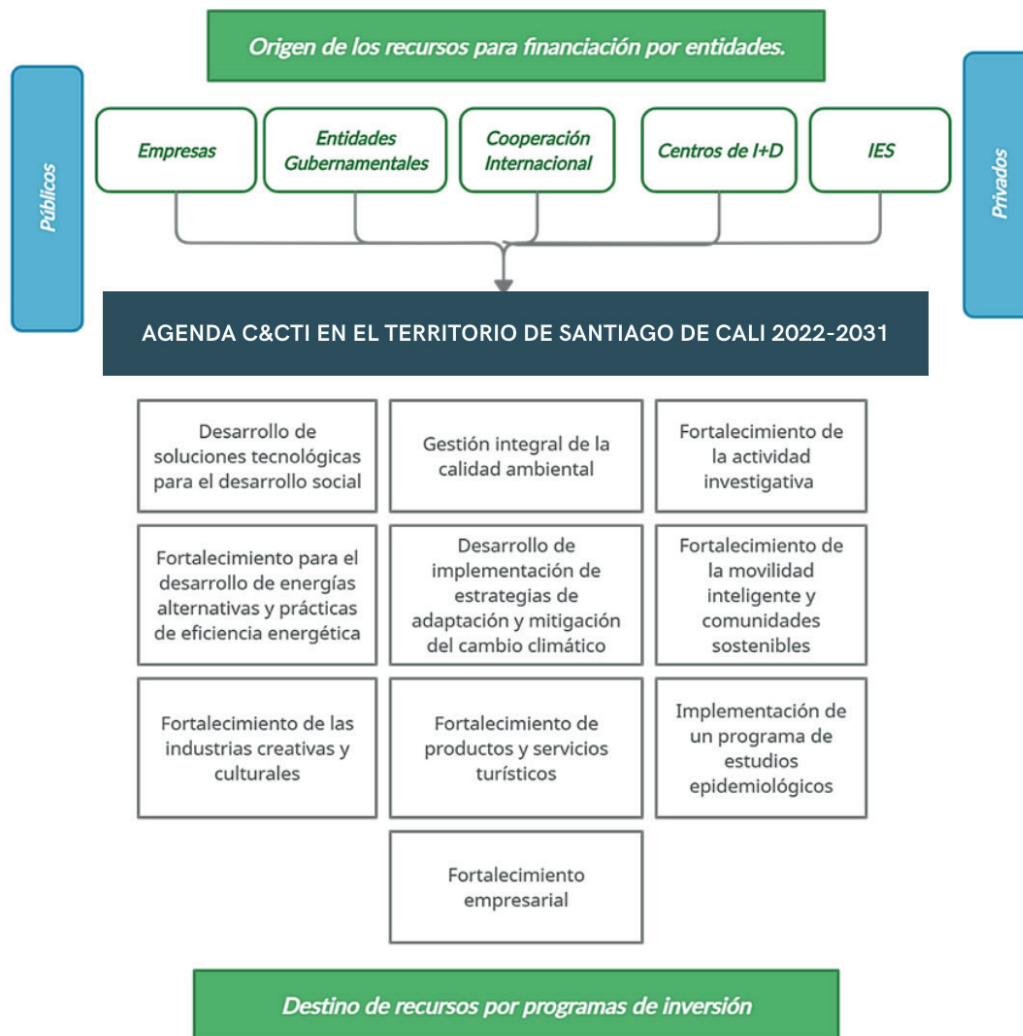 Origen de los recursos para financiación por entidades.
Públicos
Privados
Empresas
Entidades
Gubernamentales
Cooperación
Internacional
Centros de I+D
IES
AGENDA C&CTI EN EL TERRITORIO DE SANTIAGO DE CALI 2022-2031
Desarrollo de
soluciones tecnológicas
para el desarrollo social
Gestión integral de la
calidad ambiental
Fortalecimiento de
la actividad
investigativa
Fortalecimiento para el
desarrollo de energías
alternativas y prácticas
de eficiencia energética
Desarrollo de
implementación de
estrategias de
adaptación y mitigación
del cambio climático
Fortalecimiento de
la movilidad
inteligente y
comunidades
sostenibles
Fortalecimiento de las
industrias creativas y
culturales
Fortalecimiento de
productos y servicios
turísticos
Implementación de
un programa de
estudios
epidemiológicos
Fortalecimiento
empresarial
Destino de recursos por programas de inversión